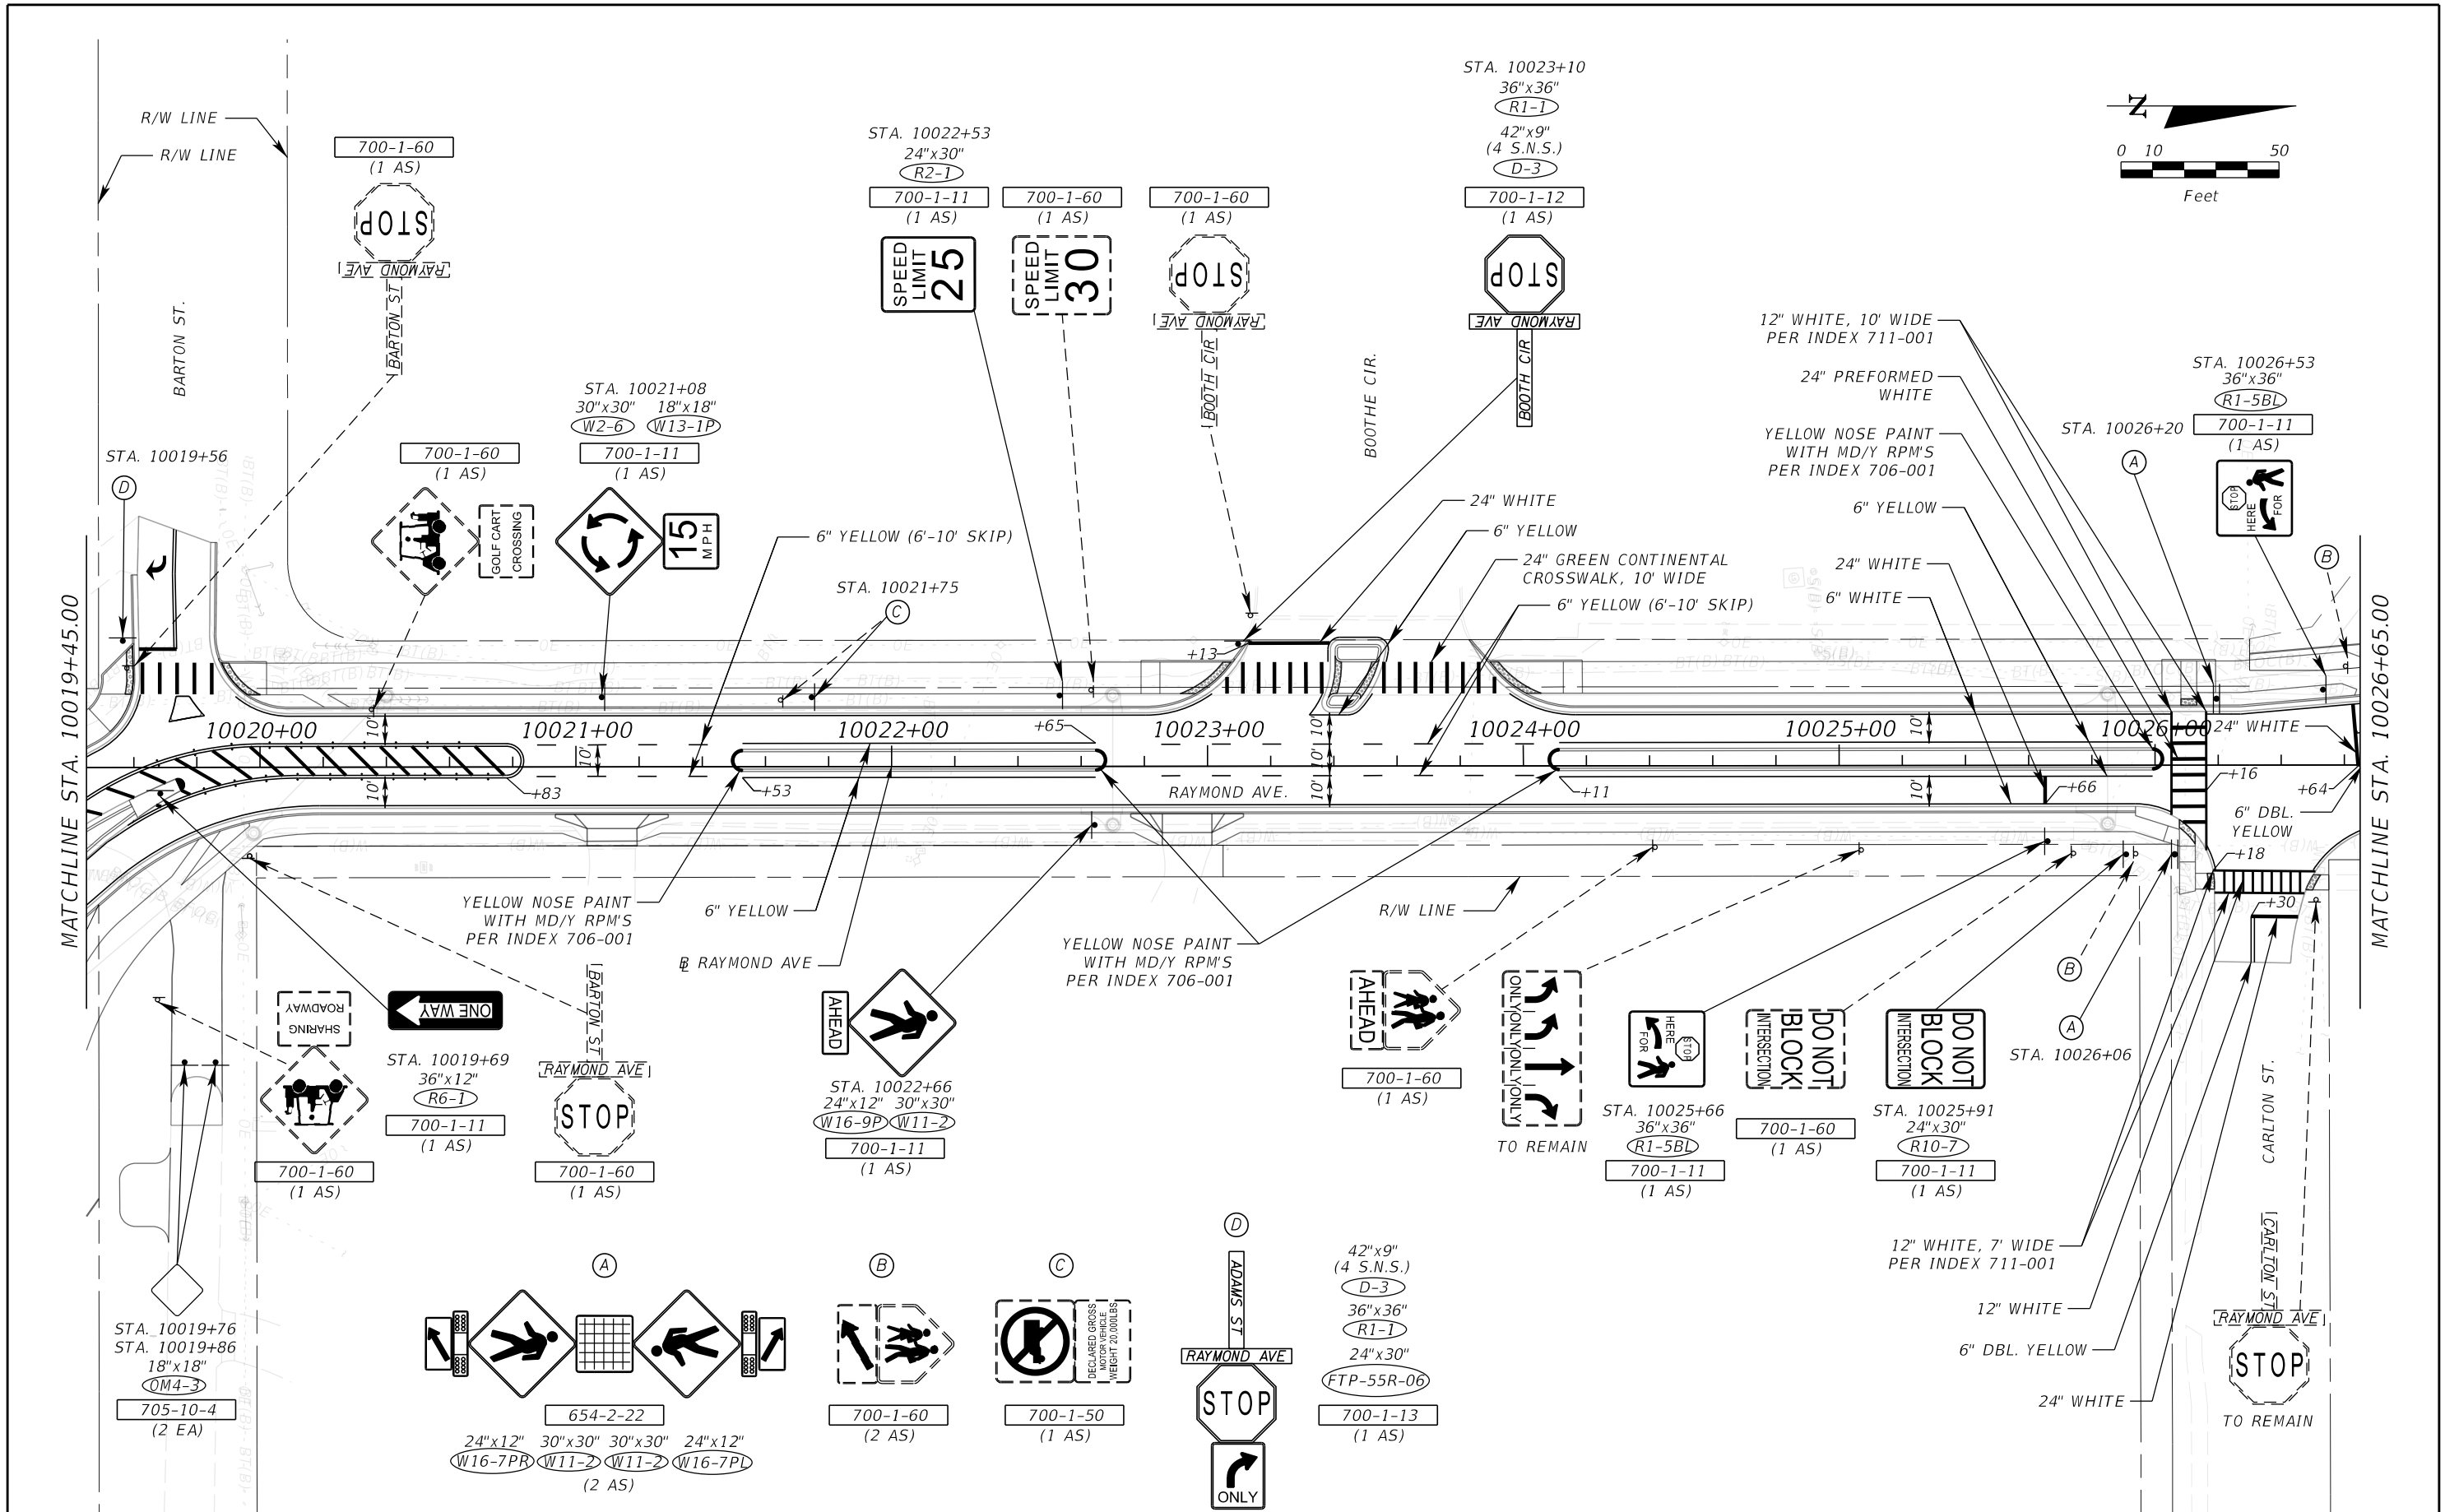 R/W LINE
R/W LINE
BARTON ST.
700-1-60
(1 AS)
STOP
RAYMOND AVE
BARTON ST
STA. 10022+53
24"x30"
R2-1
700-1-11
(1 AS)
SPEED
LIMIT
25
700-1-60
(1 AS)
SPEED
LIMIT
30
700-1-60
(1 AS)
STOP
RAYMOND AVE
BOOTH CIR
STA. 10023+10
36"x36"
R1-1
42"x9"
(4 S.N.S.)
D-3
700-1-12
(1 AS)
STOP
RAYMOND AVE
BOOTH CIR
BOOTHE CIR.
N
0 10 50
Feet
12" WHITE, 10' WIDE
PER INDEX 711-001
24" PREFORMED
WHITE
YELLOW NOSE PAINT
WITH MD/Y RPM'S
PER INDEX 706-001
6" YELLOW
24" WHITE
6" WHITE
STA. 10026+20
A
STA. 10026+53
36"x36"
R1-5BL
700-1-11
(1 AS)
STOP
HERE
FOR
B
STA. 10019+56
D
700-1-60
(1 AS)
GOLF CART
CROSSING
STA. 10021+08
30"x30" 18"x18"
W2-6 W13-1P
700-1-11
(1 AS)
15
MPH
6" YELLOW (6'-10' SKIP)
STA. 10021+75
C
24" WHITE
6" YELLOW
24" GREEN CONTINENTAL
CROSSWALK, 10' WIDE
6" YELLOW (6'-10' SKIP)
MATCHLINE STA. 10019+45.00
MATCHLINE STA. 10026+65.00
+13
10020+00
10021+00
10022+00
10023+00
10024+00
10025+00
10026+00
24" WHITE
+65
10'
10'
10'
10'
10'
10'
10'
10'
+83
+53
RAYMOND AVE.
+11
+66
+16
+64
6" DBL.
YELLOW
+18
+30
YELLOW NOSE PAINT
WITH MD/Y RPM'S
PER INDEX 706-001
6" YELLOW
BL RAYMOND AVE
YELLOW NOSE PAINT
WITH MD/Y RPM'S
PER INDEX 706-001
R/W LINE
SHARING
ROADWAY
700-1-60
(1 AS)
ONE WAY
STA. 10019+69
36"x12"
R6-1
700-1-11
(1 AS)
BARTON ST
RAYMOND AVE
STOP
700-1-60
(1 AS)
AHEAD
STA. 10022+66
24"x12" 30"x30"
W16-9P W11-2
700-1-11
(1 AS)
AHEAD
700-1-60
(1 AS)
ONLY
ONLY
ONLY
ONLY
TO REMAIN
HERE
STOP
FOR
STA. 10025+66
36"x36"
R1-5BL
700-1-11
(1 AS)
DO NOT
BLOCK
INTERSECTION
700-1-60
(1 AS)
DO NOT
BLOCK
INTERSECTION
STA. 10025+91
24"x30"
R10-7
700-1-11
(1 AS)
B
A
STA. 10026+06
CARLTON ST.
12" WHITE, 7' WIDE
PER INDEX 711-001
12" WHITE
6" DBL. YELLOW
24" WHITE
CARLTON ST
RAYMOND AVE
STOP
TO REMAIN
STA. 10019+76
STA. 10019+86
18"x18"
OM4-3
705-10-4
(2 EA)
A
654-2-22
24"x12" 30"x30" 30"x30" 24"x12"
W16-7PR W11-2 W11-2 W16-7PL
(2 AS)
B
700-1-60
(2 AS)
C
DECLARED GROSS
MOTOR VEHICLE
WEIGHT 20,000LBS
700-1-50
(1 AS)
D
ADAMS ST
RAYMOND AVE
STOP
ONLY
42"x9"
(4 S.N.S.)
D-3
36"x36"
R1-1
24"x30"
FTP-55R-06
700-1-13
(1 AS)